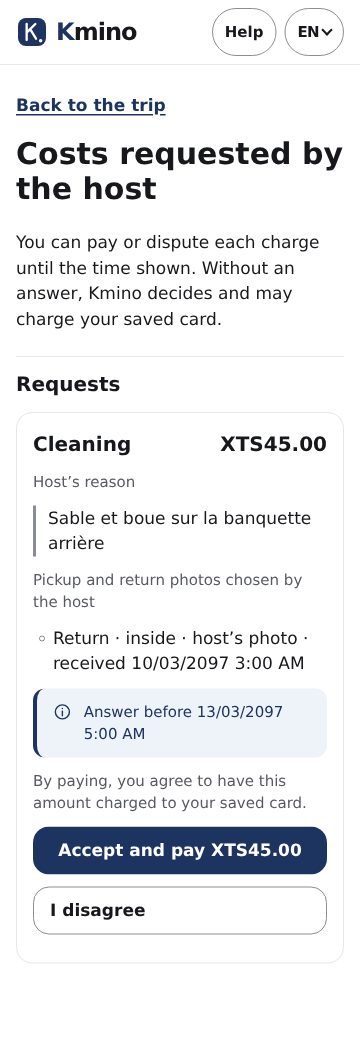 K. Kmino
Help
EN
Back to the trip
Costs requested by
the host
You can pay or dispute each charge
until the time shown. Without an
answer, Kmino decides and may
charge your saved card.
Requests
Cleaning XTS45.00
Host’s reason
Sable et boue sur la banquette
arrière
Pickup and return photos chosen by
the host
Return · inside · host’s photo ·
received 10/03/2097 3:00 AM
Answer before 13/03/2097
5:00 AM
By paying, you agree to have this
amount charged to your saved card.
Accept and pay XTS45.00
I disagree